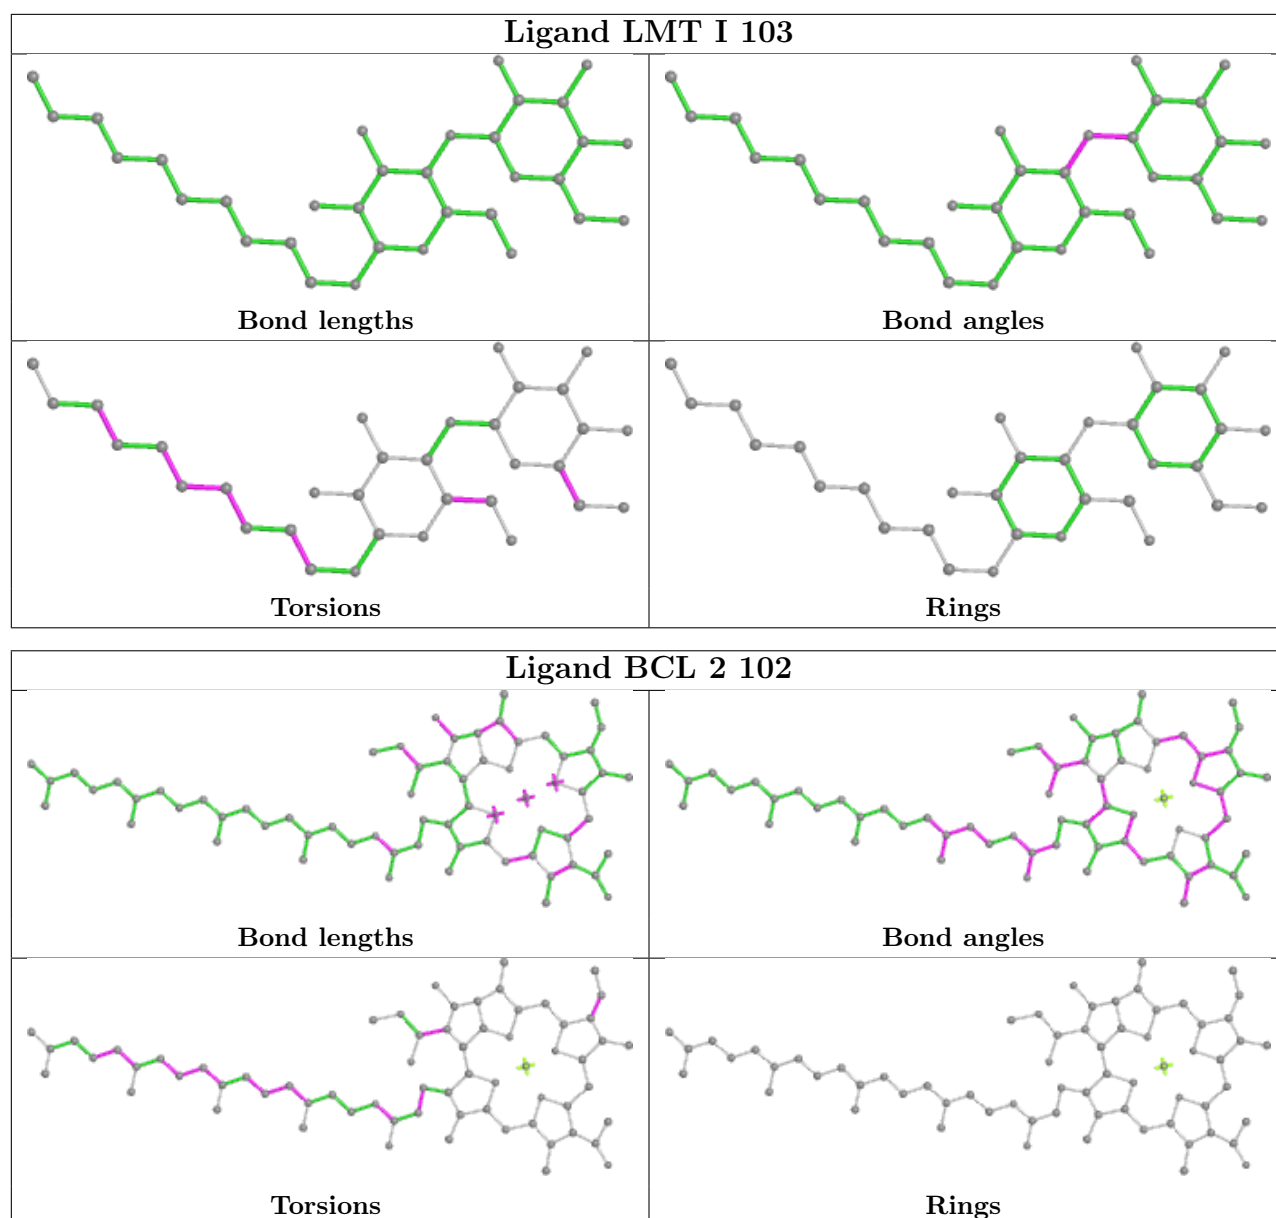 Ligand LMT I 103
Bond lengths
Bond angles
Torsions
Rings
Ligand BCL 2 102
Bond lengths
Bond angles
Torsions
Rings